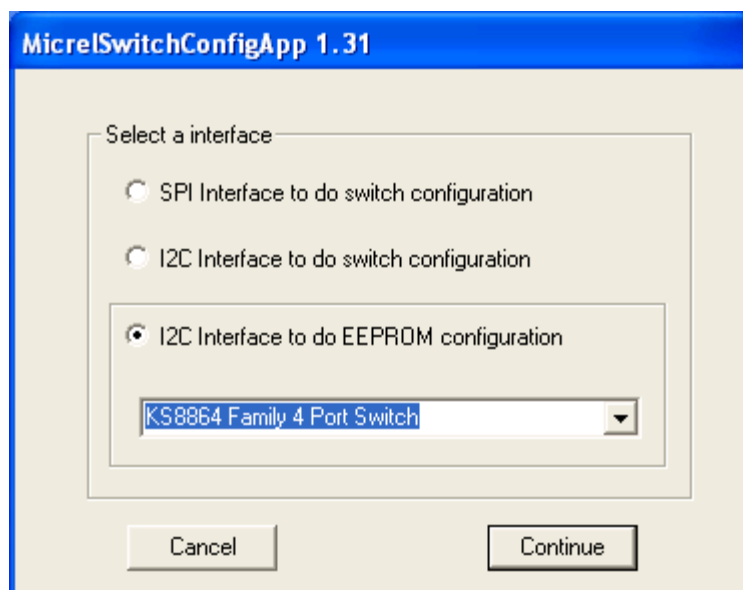 MicrelSwitchConfigApp 1.31
Select a interface
SPI Interface to do switch configuration
I2C Interface to do switch configuration
I2C Interface to do EEPROM configuration
KS8864 Family 4 Port Switch
Cancel Continue